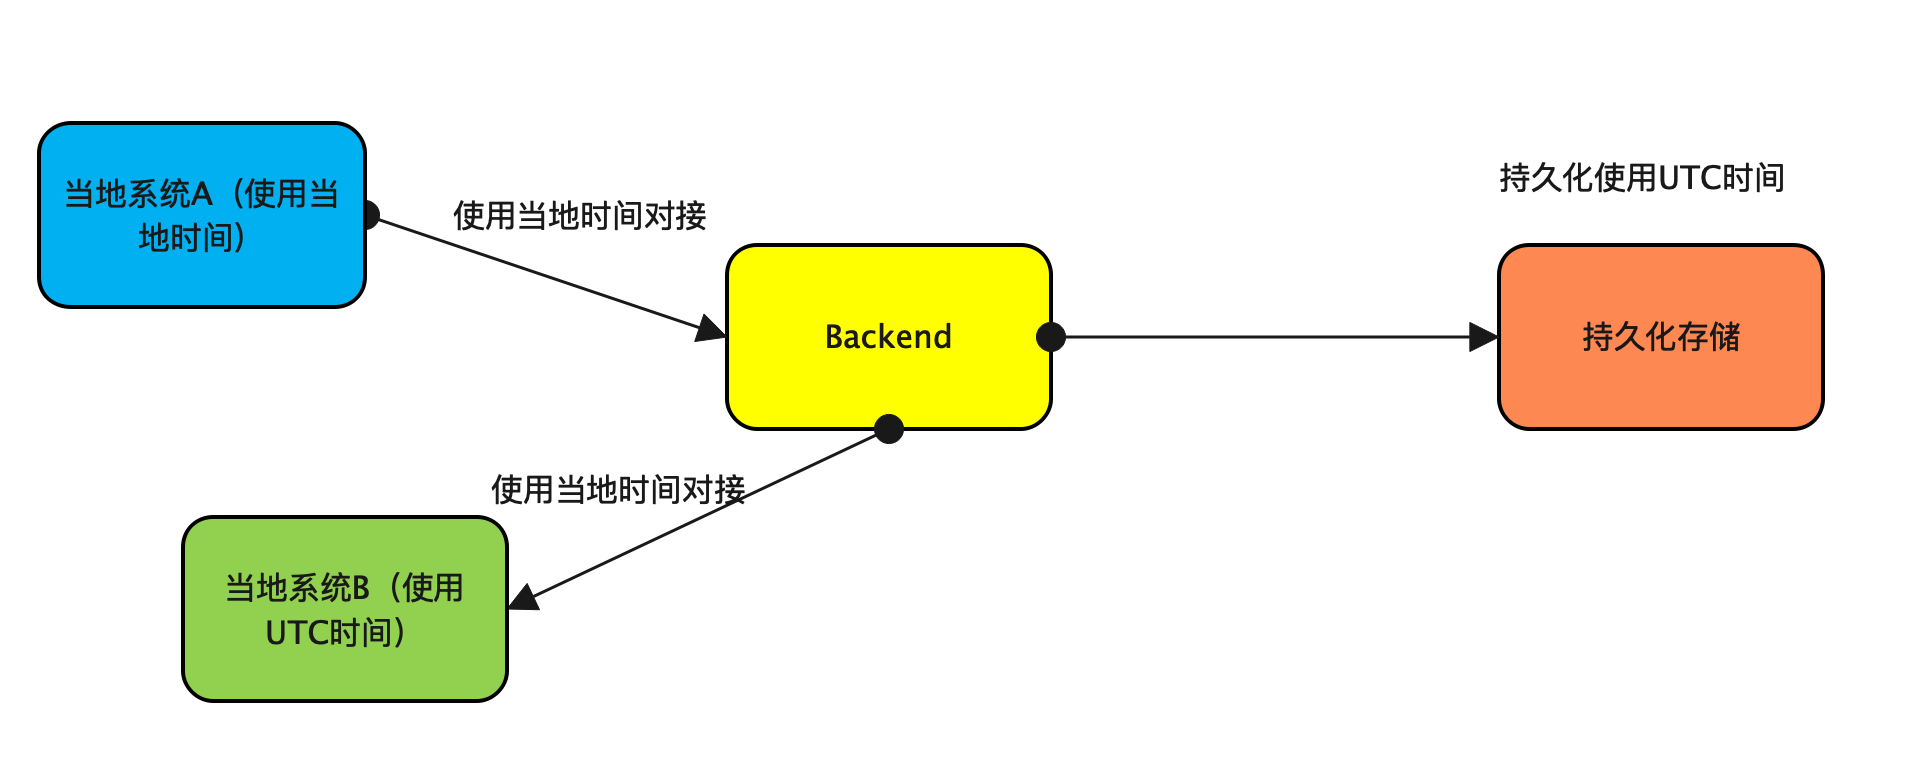 持久化使用UTC时间
当地系统A（使用当
地时间）
使用当地时间对接
Backend
持久化存储
使用当地时间对接
当地系统B（使用
UTC时间）